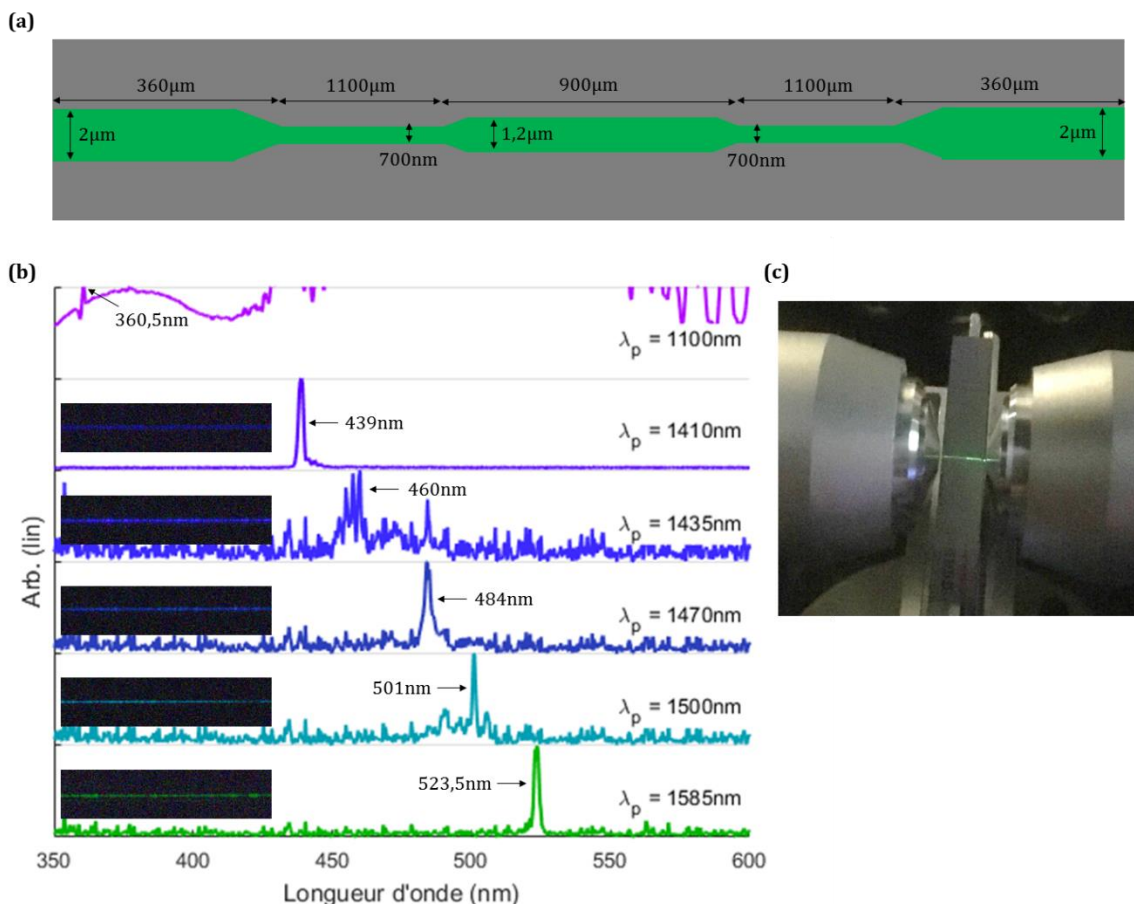 (a)
360μm 1100μm 900μm 1100μm 360μm
2μm 1,2μm 2μm
700nm 700nm
(b)
(c)
360,5nm
λp = 1100nm
439nm
λp = 1410nm
460nm
λp = 1435nm
484nm
λp = 1470nm
501nm
λp = 1500nm
523,5nm
λp = 1585nm
Arb. (lin)
350 400 450 500 550 600
Longueur d'onde (nm)